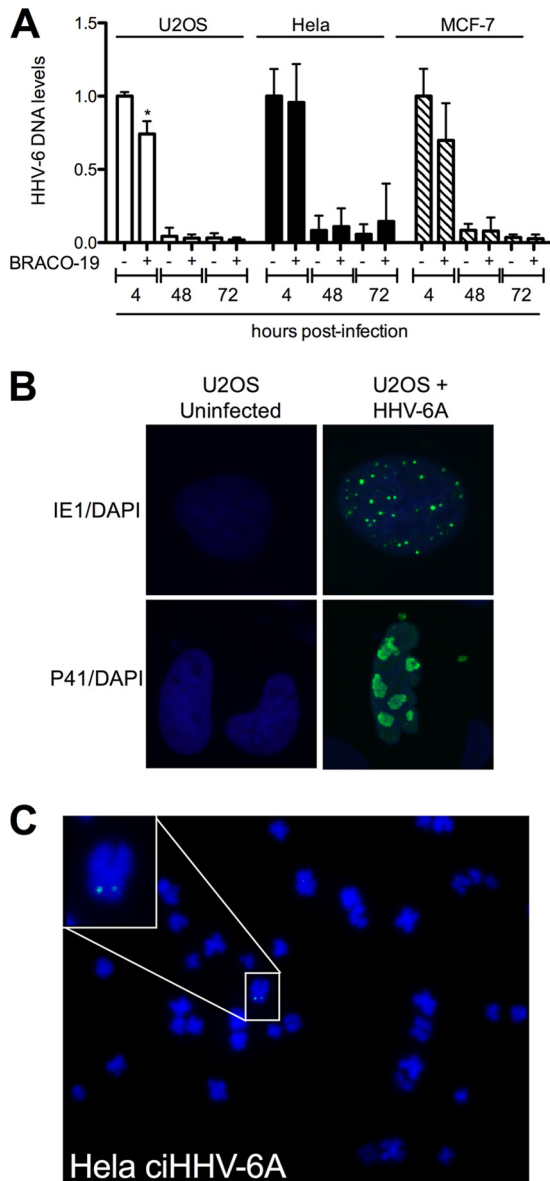 A
U2OS Hela MCF-7
HHV-6 DNA levels
1.5
1.0
0.5
0.0
BRACO-19 - + - + - + - + - + - + - + - + - +
4 48 72 4 48 72 4 48 72
hours post-infection
*
B
U2OS Uninfected
U2OS + HHV-6A
IE1/DAPI
P41/DAPI
C
Hela ciHHV-6A